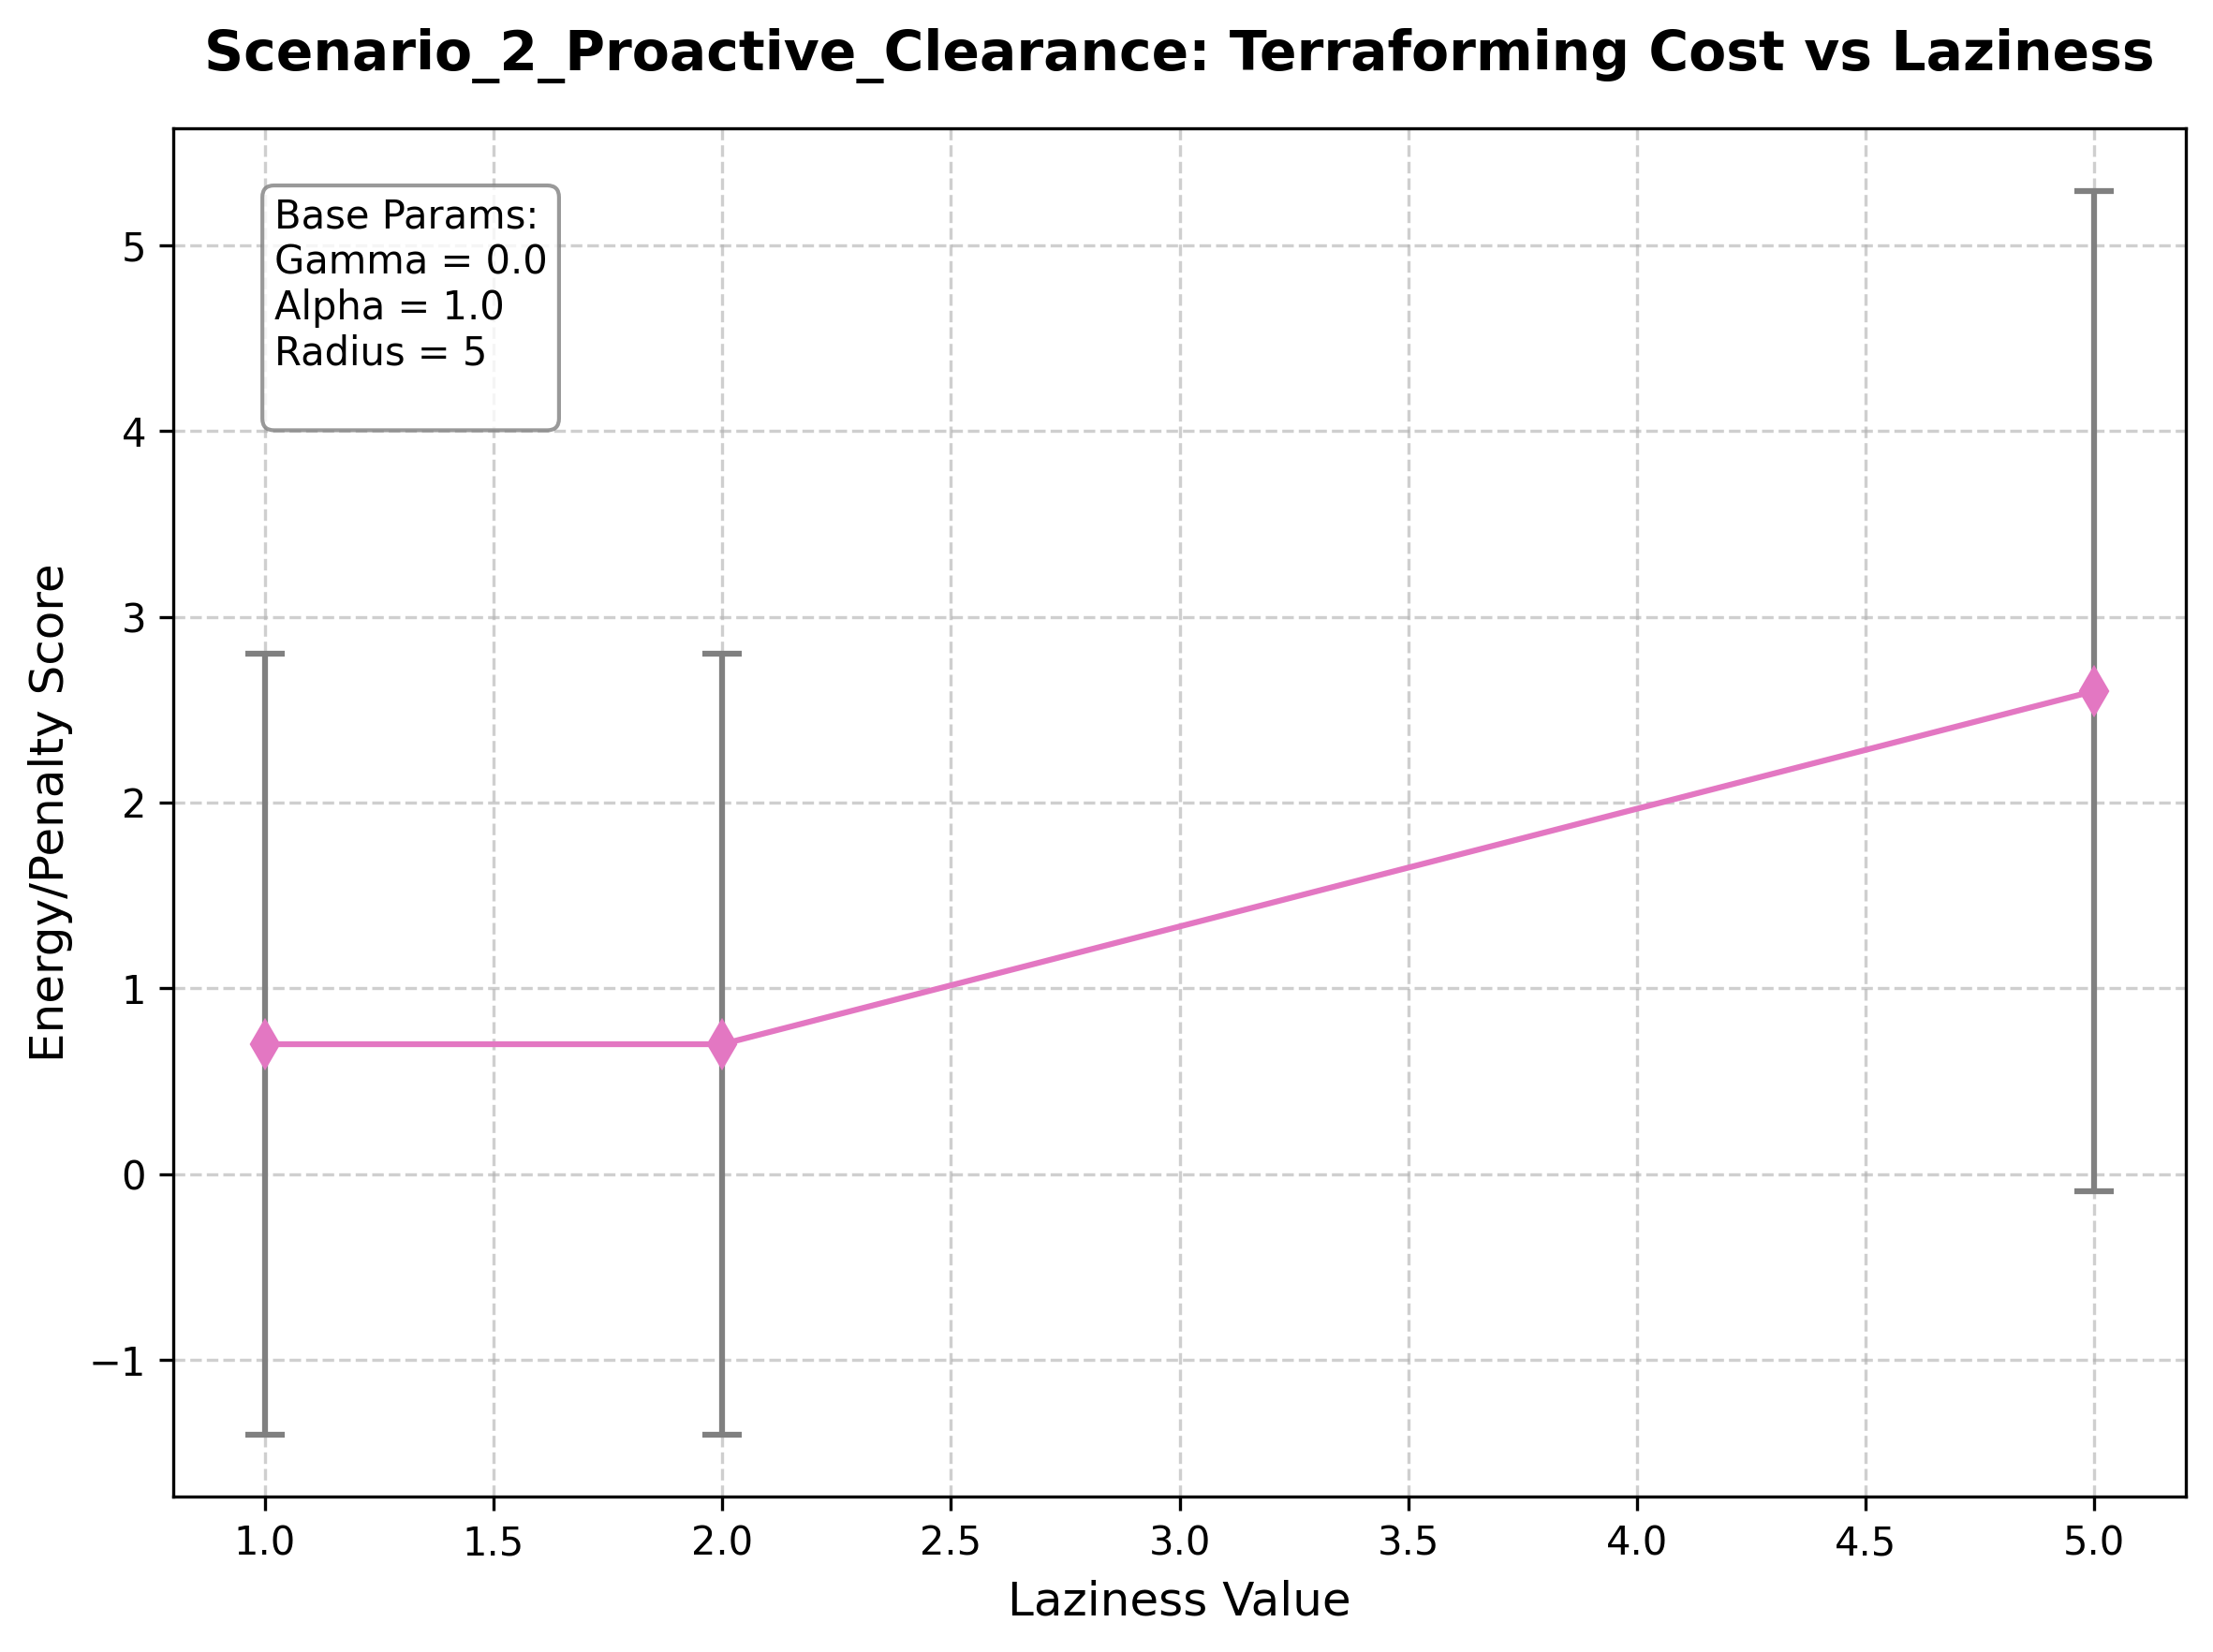 Scenario_2_Proactive_Clearance: Terraforming Cost vs Laziness
Base Params:
Gamma = 0.0
Alpha = 1.0
Radius = 5
Energy/Penalty Score
5
4
3
2
1
0
−1
1.0 1.5 2.0 2.5 3.0 3.5 4.0 4.5 5.0
Laziness Value